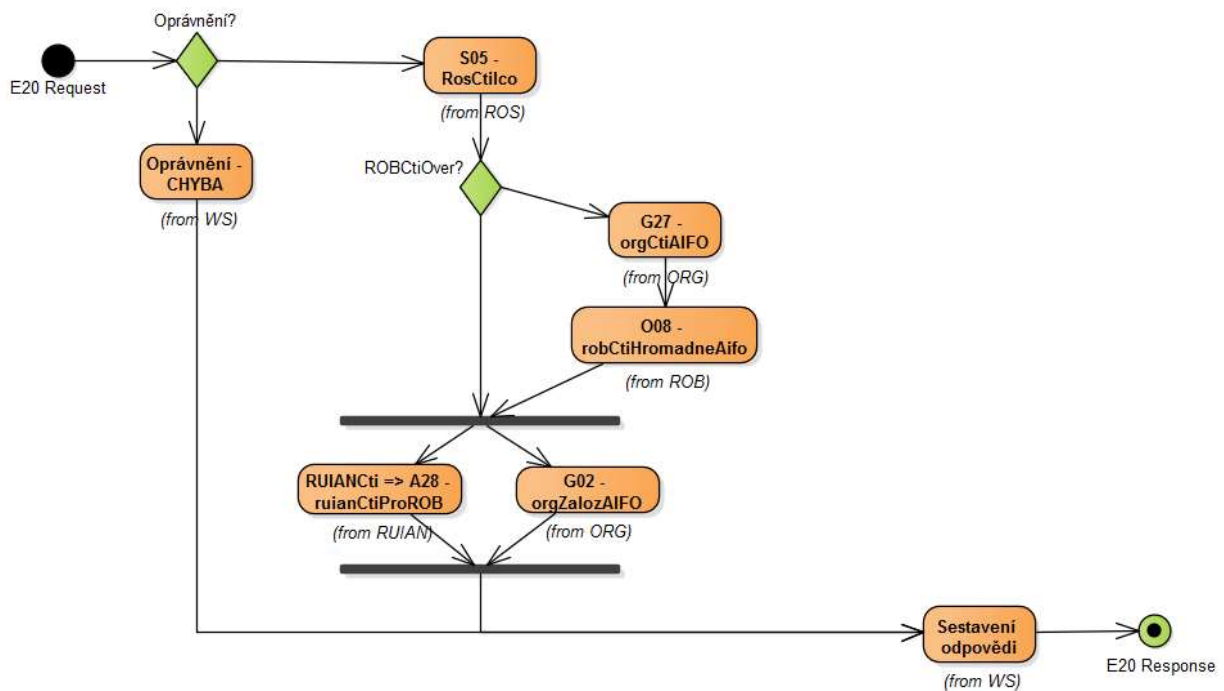 Oprávnění?
E20 Request
S05 -
RosCtiIco
(from ROS)
Oprávnění -
CHYBA
(from WS)
ROBCtiOver?
G27 -
orgCtiAIFO
(from ORG)
O08 -
robCtiHromadneAifo
(from ROB)
RUIANCti => A28 -
ruianCtiProROB
(from RUIAN)
G02 -
orgZalozAIFO
(from ORG)
Sestavení
odpovědi
(from WS)
E20 Response